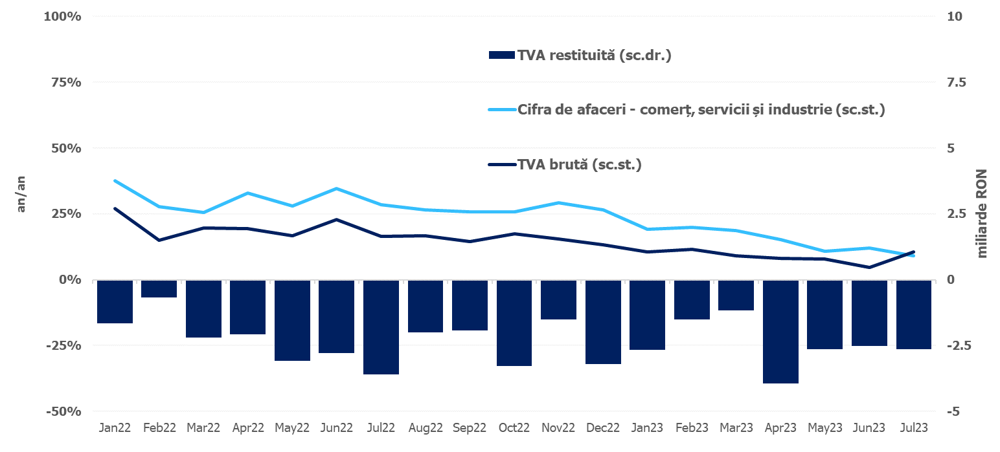 100%
75%
50%
25%
0%
-25%
-50%
an/an
TVA restituită (sc.dr.)
Cifra de afaceri - comerț, servicii și industrie (sc.st.)
TVA brută (sc.st.)
10
7.5
5
2.5
0
-2.5
-5
miliarde RON
Jan22 Feb22 Mar22 Apr22 May22 Jun22 Jul22 Aug22 Sep22 Oct22 Nov22 Dec22 Jan23 Feb23 Mar23 Apr23 May23 Jun23 Jul23